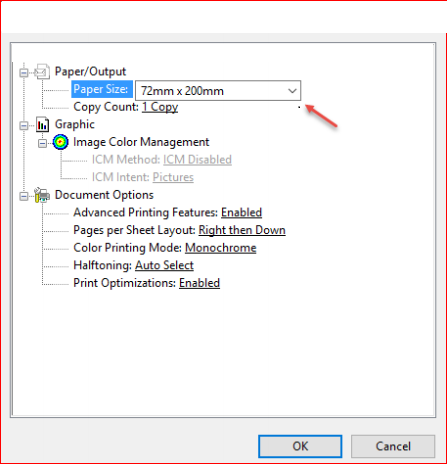 Paper/Output
Paper Size: 72mm x 200mm
Copy Count: 1 Copy
Graphic
Image Color Management
ICM Method: ICM Disabled
ICM Intent: Pictures
Document Options
Advanced Printing Features: Enabled
Pages per Sheet Layout: Right then Down
Color Printing Mode: Monochrome
Halftoning: Auto Select
Print Optimizations: Enabled
OK Cancel